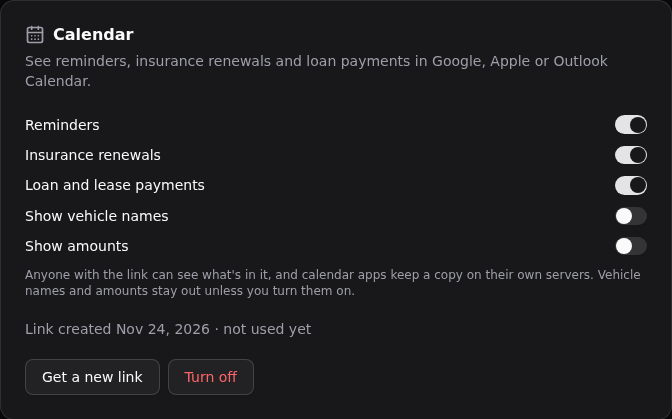 Calendar
See reminders, insurance renewals and loan payments in Google, Apple or Outlook
Calendar.
Reminders
Insurance renewals
Loan and lease payments
Show vehicle names
Show amounts
Anyone with the link can see what's in it, and calendar apps keep a copy on their own servers. Vehicle
names and amounts stay out unless you turn them on.
Link created Nov 24, 2026 · not used yet
Get a new link
Turn off